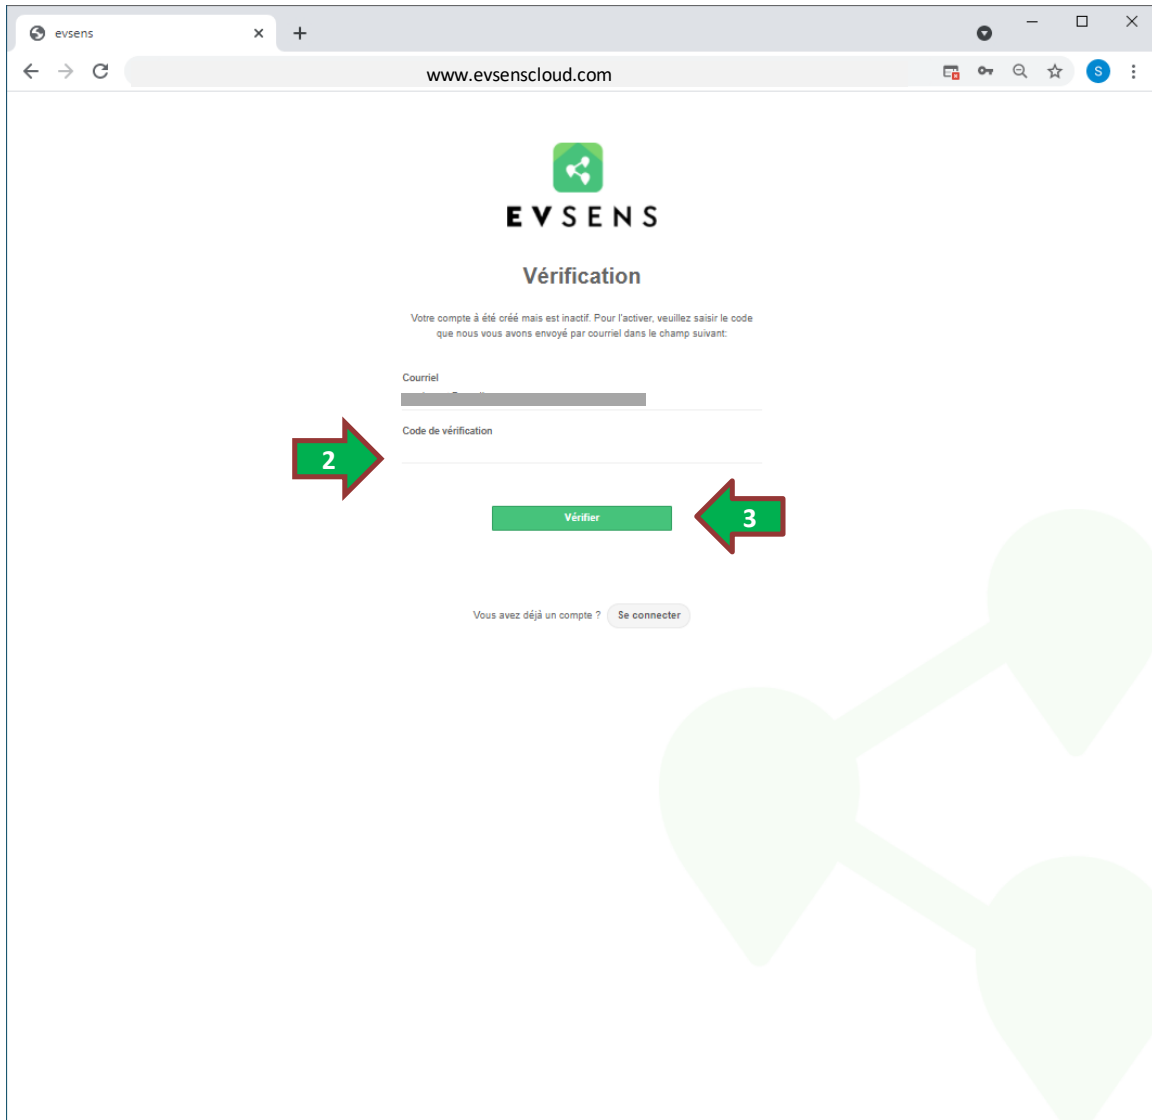 evsens
www.evsenscloud.com
S
EVSENS
Vérification
Votre compte à été créé mais est inactif. Pour l'activer, veuillez saisir le code
que nous vous avons envoyé par courriel dans le champ suivant:
Courriel
Code de vérification
2
Vérifier
3
Vous avez déjà un compte ? Se connecter